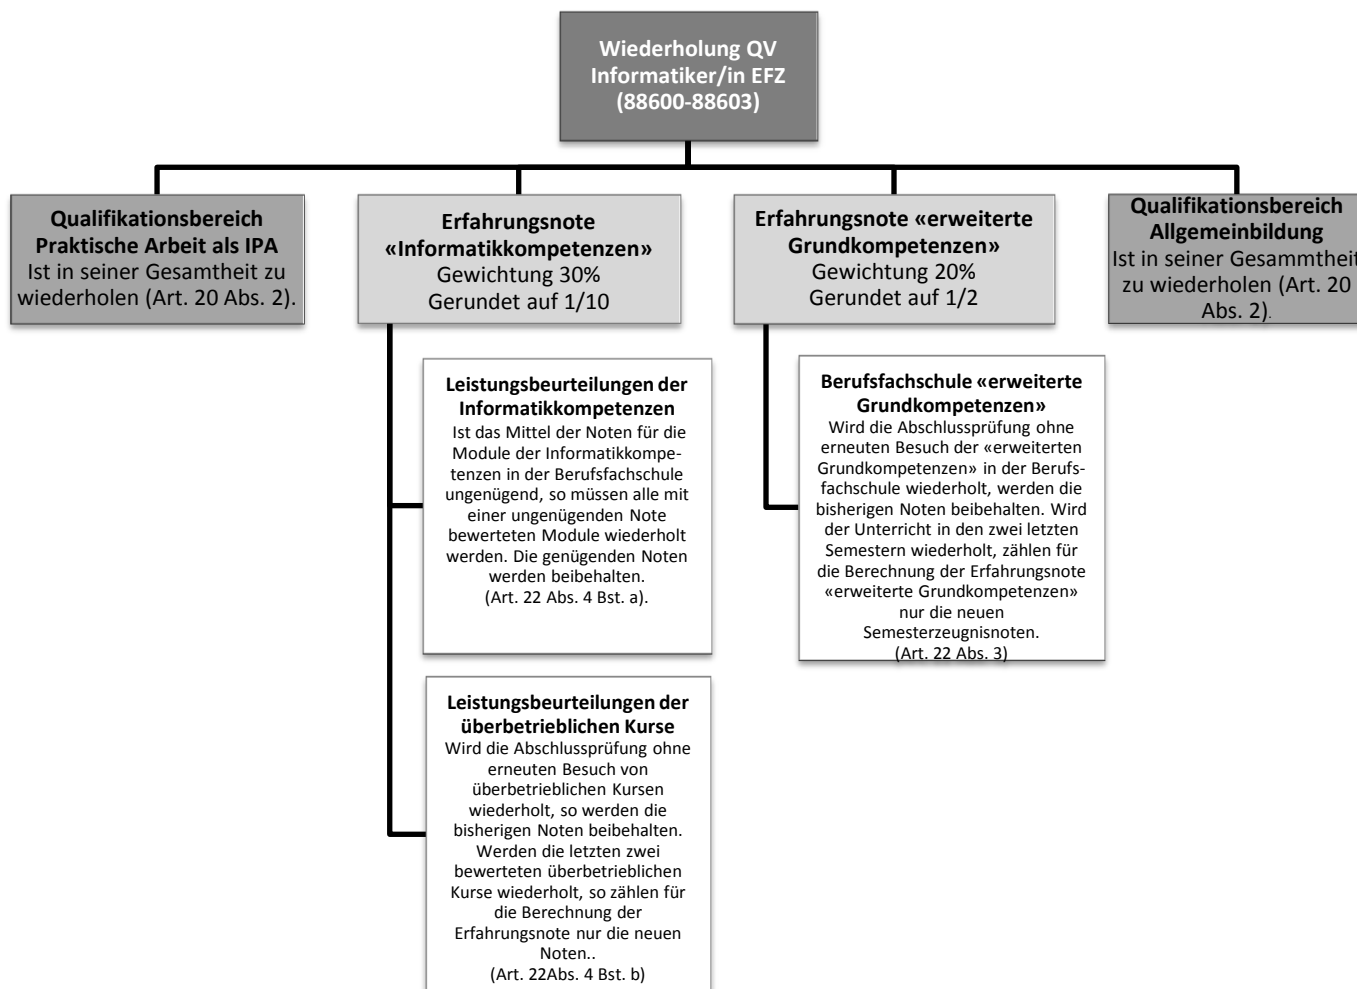 Wiederholung QV
Informatiker/in EFZ
(88600-88603)
Qualifikationsbereich
Praktische Arbeit als IPA
Ist in seiner Gesamtheit zu
wiederholen (Art. 20 Abs. 2).
Erfahrungsnote
«Informatikkompetenzen»
Gewichtung 30%
Gerundet auf 1/10
Erfahrungsnote «erweiterte
Grundkompetenzen»
Gewichtung 20%
Gerundet auf 1/2
Qualifikationsbereich
Allgemeinbildung
Ist in seiner Gesammtheit
zu wiederholen (Art. 20
Abs. 2).
Leistungsbeurteilungen der
Informatikkompetenzen
Ist das Mittel der Noten für die
Module der Informatikkompe-
tenzen in der Berufsfachschule
ungenügend, so müssen alle mit
einer ungenügenden Note
bewerteten Module wiederholt
werden. Die genügenden Noten
werden beibehalten.
(Art. 22 Abs. 4 Bst. a).
Berufsfachschule «erweiterte
Grundkompetenzen»
Wird die Abschlussprüfung ohne
erneuten Besuch der «erweiterten
Grundkompetenzen» in der Berufs-
fachschule wiederholt, werden die
bisherigen Noten beibehalten. Wird
der Unterricht in den zwei letzten
Semestern wiederholt, zählen für
die Berechnung der Erfahrungsnote
«erweiterte Grundkompetenzen»
nur die neuen
Semesterzeugnisnoten.
(Art. 22 Abs. 3)
Leistungsbeurteilungen der
überbetrieblichen Kurse
Wird die Abschlussprüfung ohne
erneuten Besuch von
überbetrieblichen Kursen
wiederholt, so werden die
bisherigen Noten beibehalten.
Werden die letzten zwei
bewerteten überbetrieblichen
Kurse wiederholt, so zählen für
die Berechnung der
Erfahrungsnote nur die neuen
Noten..
(Art. 22Abs. 4 Bst. b)